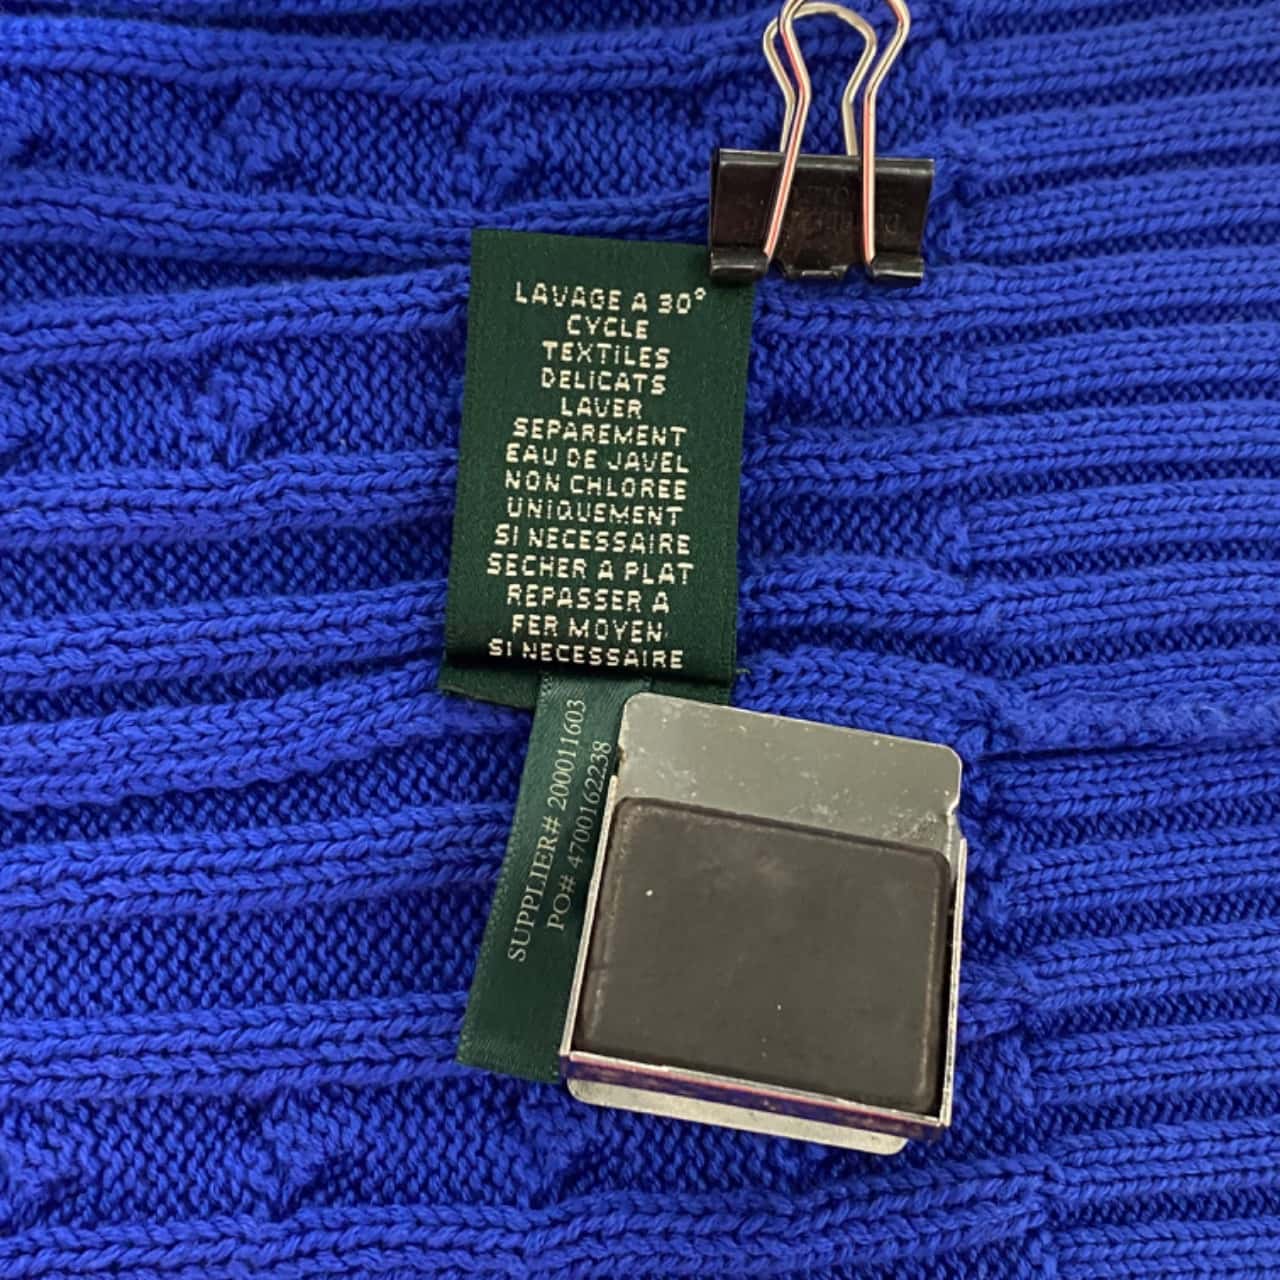 LAVAGE A 30°
CYCLE
TEXTILES
DELICATS
LAVER
SEPAREMENT
EAU DE JAVEL
NON CHLOREE
UNIQUEMENT
SI NECESSAIRE
SECHER A PLAT
REPASSER A
FER MOYEN
SI NECESSAIRE
SUPPLIER# 200011603
PO# 4700162238